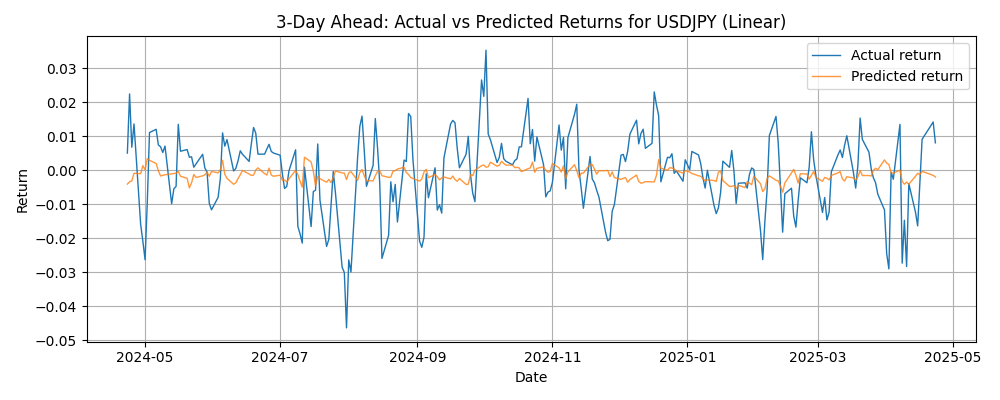 3-Day Ahead: Actual vs Predicted Returns for USDJPY (Linear)
Actual return
Predicted return
Return
0.03
0.02
0.01
0.00
−0.01
−0.02
−0.03
−0.04
−0.05
2024-05 2024-07 2024-09 2024-11 2025-01 2025-03 2025-05
Date